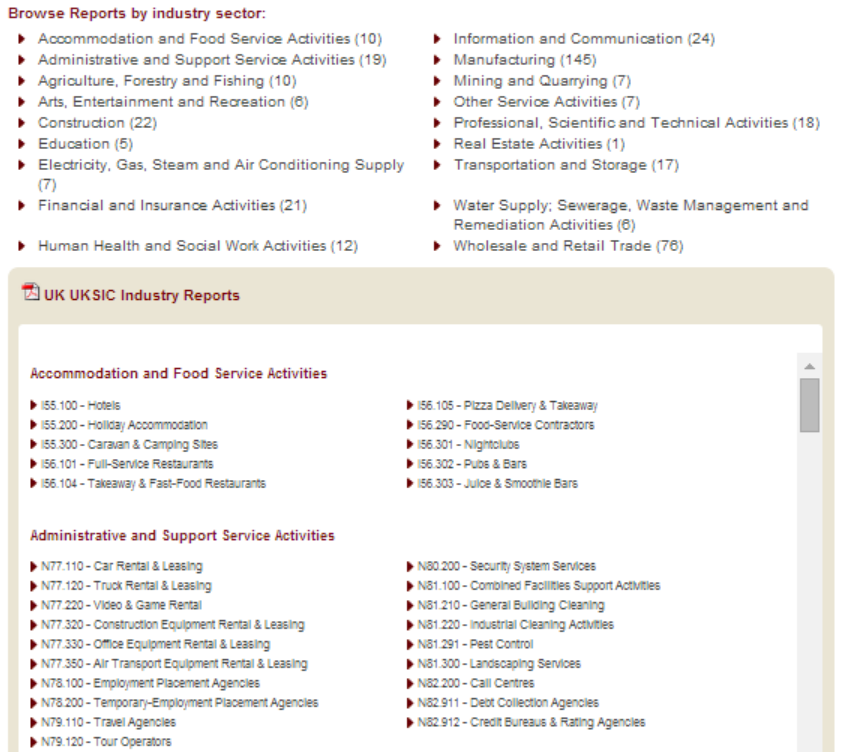 Browse Reports by industry sector:
Accommodation and Food Service Activities (10)
Administrative and Support Service Activities (19)
Agriculture, Forestry and Fishing (10)
Arts, Entertainment and Recreation (6)
Construction (22)
Education (5)
Electricity, Gas, Steam and Air Conditioning Supply
(7)
Financial and Insurance Activities (21)
Human Health and Social Work Activities (12)
Information and Communication (24)
Manufacturing (145)
Mining and Quarrying (7)
Other Service Activities (7)
Professional, Scientific and Technical Activities (18)
Real Estate Activities (1)
Transportation and Storage (17)
Water Supply; Sewerage, Waste Management and
Remediation Activities (6)
Wholesale and Retail Trade (76)
UK UKSIC Industry Reports
Accommodation and Food Service Activities
I55.100 - Hotels
I55.200 - Holiday Accommodation
I55.300 - Caravan & Camping Sites
I56.101 - Full-Service Restaurants
I56.104 - Takeaway & Fast-Food Restaurants
I56.105 - Pizza Delivery & Takeaway
I56.290 - Food-Service Contractors
I56.301 - Nightclubs
I56.302 - Pubs & Bars
I56.303 - Juice & Smoothie Bars
Administrative and Support Service Activities
N77.110 - Car Rental & Leasing
N77.120 - Truck Rental & Leasing
N77.220 - Video & Game Rental
N77.320 - Construction Equipment Rental & Leasing
N77.330 - Office Equipment Rental & Leasing
N77.350 - Air Transport Equipment Rental & Leasing
N78.100 - Employment Placement Agencies
N78.200 - Temporary-Employment Placement Agencies
N79.110 - Travel Agencies
N79.120 - Tour Operators
N80.200 - Security System Services
N81.100 - Combined Facilities Support Activities
N81.210 - General Building Cleaning
N81.220 - Industrial Cleaning Activities
N81.291 - Pest Control
N81.300 - Landscaping Services
N82.200 - Call Centres
N82.911 - Debt Collection Agencies
N82.912 - Credit Bureaus & Rating Agencies